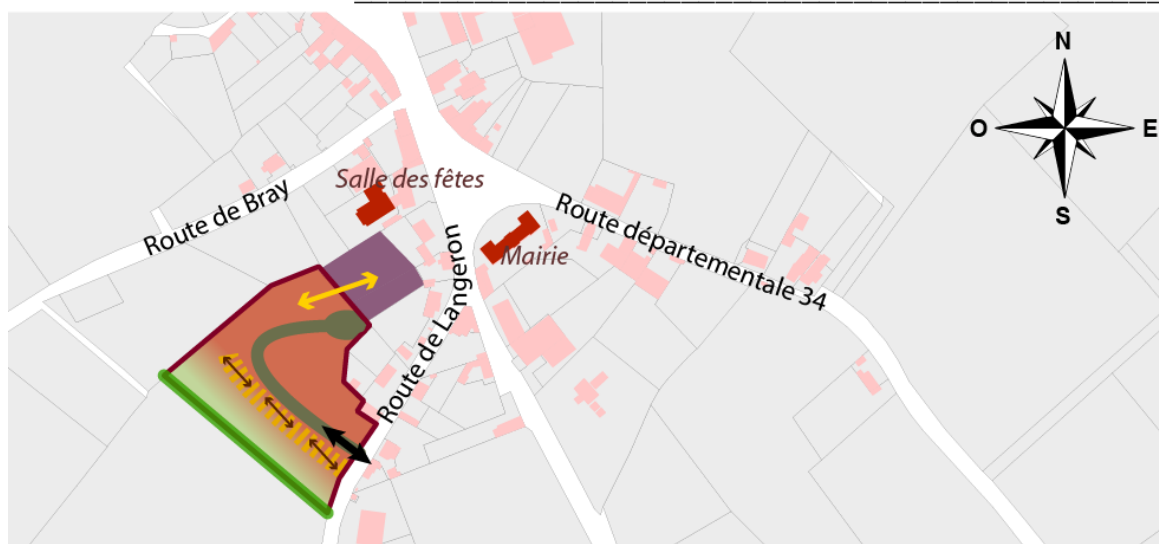 N
O
E
S
Salle des fêtes
Route de Bray
Mairie
Route départementale 34
Route de Langeron